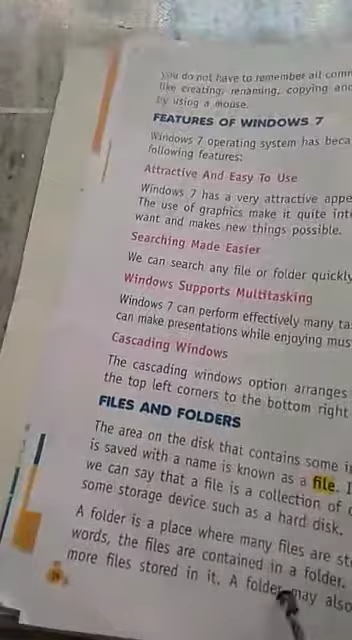 you do not have to remember all
like creating, renaming, copying and
by using a mouse.
FEATURES OF WINDOWS 7
Windows 7 operating system has
following features:
Attractive And Easy To Use
Windows 7 has a very attractive
The use of graphics make it quite
want and makes new things possible.
Searching Made Easier
We can search any file or folder quickly
Windows Supports Multitasking
Windows 7 can perform effectively many
can make presentations while enjoying
Cascading Windows
The cascading windows option arranges
the top left corners to the bottom right
FILES AND FOLDERS
The area on the disk that contains some
is saved with a name is known as a file.
we can say that a file is a collection of
some storage device such as a hard disk.
A folder is a place where many files are
words, the files are contained in a folder.
more files stored in it. A folder may also